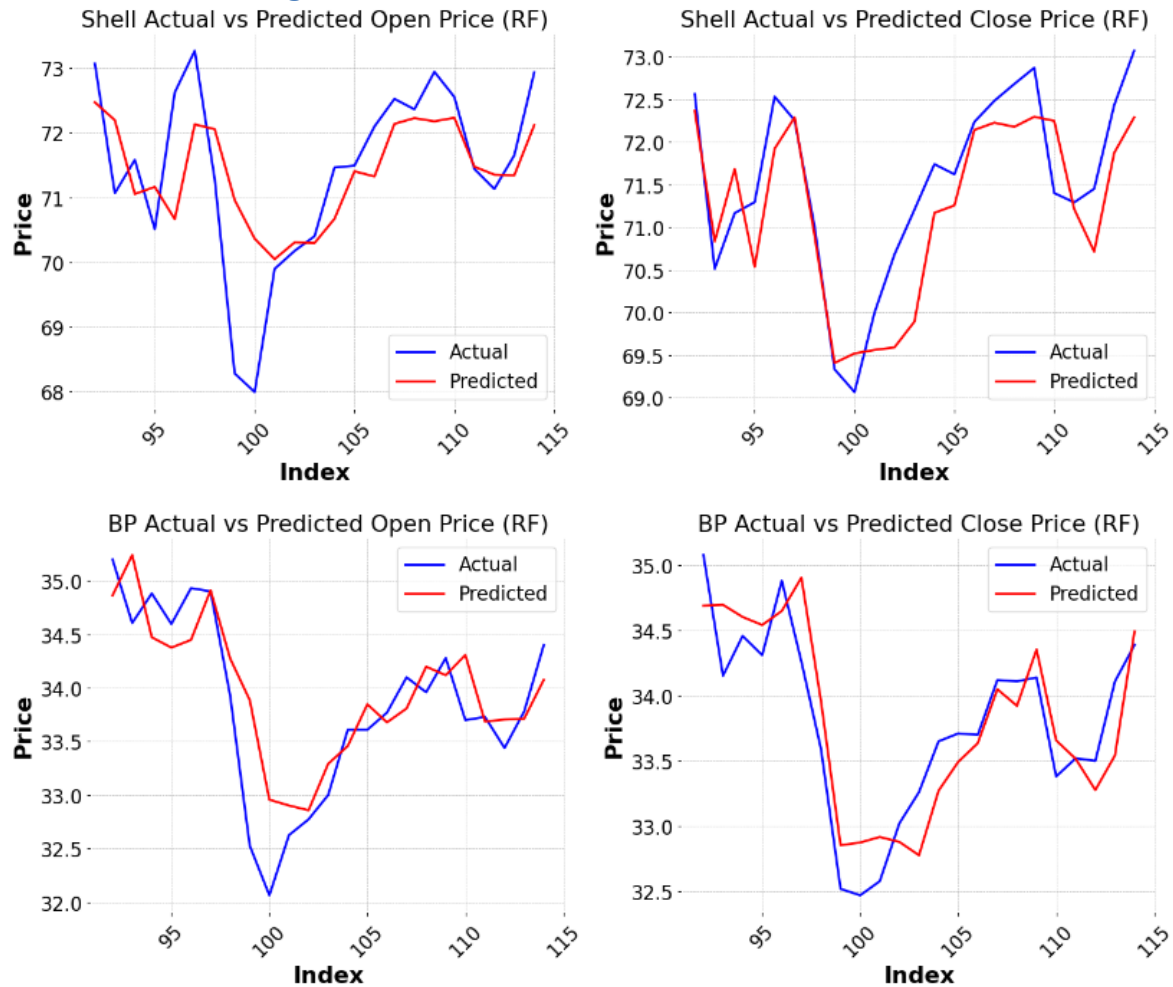 Shell Actual vs Predicted Open Price (RF)
73
72
71
70
69
68
Price
Actual
Predicted
95
100
105
110
115
Index
Shell Actual vs Predicted Close Price (RF)
73.0
72.5
72.0
71.5
71.0
70.5
70.0
69.5
69.0
Price
Actual
Predicted
95
100
105
110
115
Index
BP Actual vs Predicted Open Price (RF)
35.0
34.5
34.0
33.5
33.0
32.5
32.0
Price
Actual
Predicted
95
100
105
110
115
Index
BP Actual vs Predicted Close Price (RF)
35.0
34.5
34.0
33.5
33.0
32.5
Price
Actual
Predicted
95
100
105
110
115
Index